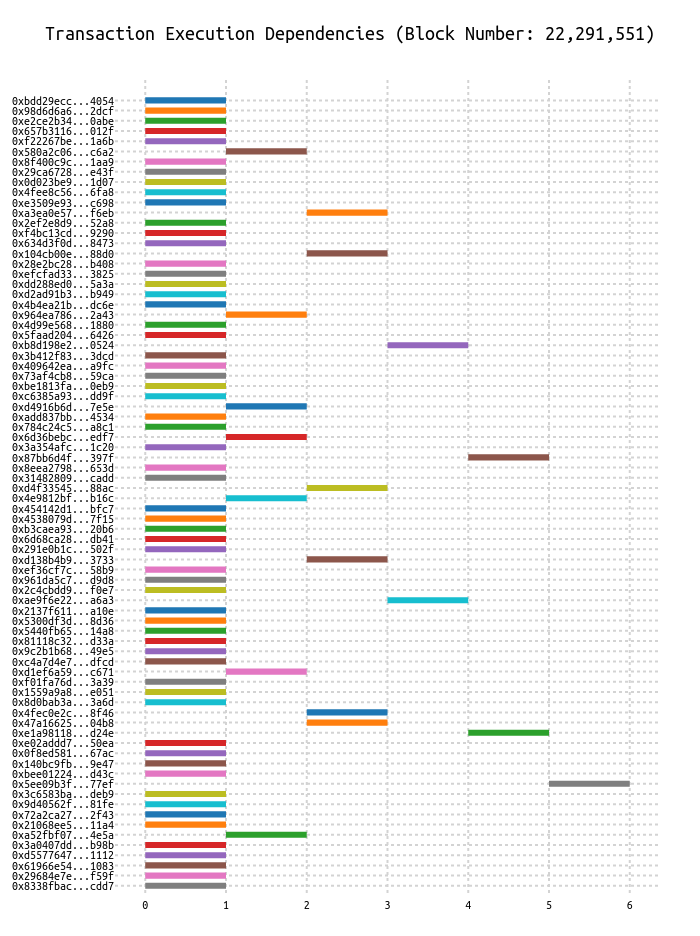 Transaction Execution Dependencies (Block Number: 22,291,551)
0xbdd29ecc...4054
0x98d6d6a6...2dcf
0xe2ce2b34...0abe
0x657b3116...012f
0xf22267be...1a6b
0x580a2c06...c6a2
0x8f400c9c...1aa9
0x29ca6728...e43f
0x0d023be9...1d07
0x4fee8c56...6fa8
0xe3509e93...c698
0xa3ea0e57...f6eb
0x2ef2e8d9...52a8
0xf4bc13cd...9290
0x634d3f0d...8473
0x104cb00e...88d0
0x28e2bc28...b408
0xefcfad33...3825
0xdd288ed0...5a3a
0xd2ad91b3...b949
0x4b4ea21b...dc6e
0x964ea786...2a43
0x4d99e568...1880
0x5faad204...6426
0xb8d198e2...0524
0x3b412f83...3dcd
0x409642ea...a9fc
0x73af4cb8...59ca
0xbe1813fa...0eb9
0xc6385a93...dd9f
0xd4916b6d...7e5e
0xadd837bb...4534
0x784c24c5...a8c1
0x6d36bebc...edf7
0x3a354afc...1c20
0x87bb6d4f...397f
0x8eea2798...653d
0x31482809...cadd
0xd4f33545...88ac
0x4e9812bf...b16c
0x454142d1...bfc7
0x4538079d...7f15
0xb3caea93...20b6
0x6d68ca28...db41
0x291e0b1c...502f
0xd138b4b9...3733
0xef36cf7c...58b9
0x961da5c7...d9d8
0x2c4cbdd9...f0e7
0xae9f6e22...a6a3
0x2137f611...a10e
0x5300df3d...8d36
0x5440fb65...14a8
0x81118c32...d33a
0x9c2b1b68...49e5
0xc4a7d4e7...dfcd
0xd1ef6a59...c671
0xf01fa76d...3a39
0x1559a9a8...e051
0x8d0bab3a...3a6d
0x4fec0e2c...8f46
0x47a16625...04b8
0xe1a98118...d24e
0xe02addd7...50ea
0x0f8ed581...67ac
0x140bc9fb...9e47
0xbee01224...d43c
0x5ee09b3f...77ef
0x3c6583ba...deb9
0x9d40562f...81fe
0x72a2ca27...2f43
0x21068ee5...11a4
0xa52fbf07...4e5a
0x3a0407dd...b98b
0xd5577647...1112
0x61966e54...1083
0x29684e7e...f59f
0x8338fbac...cdd7
0 1 2 3 4 5 6